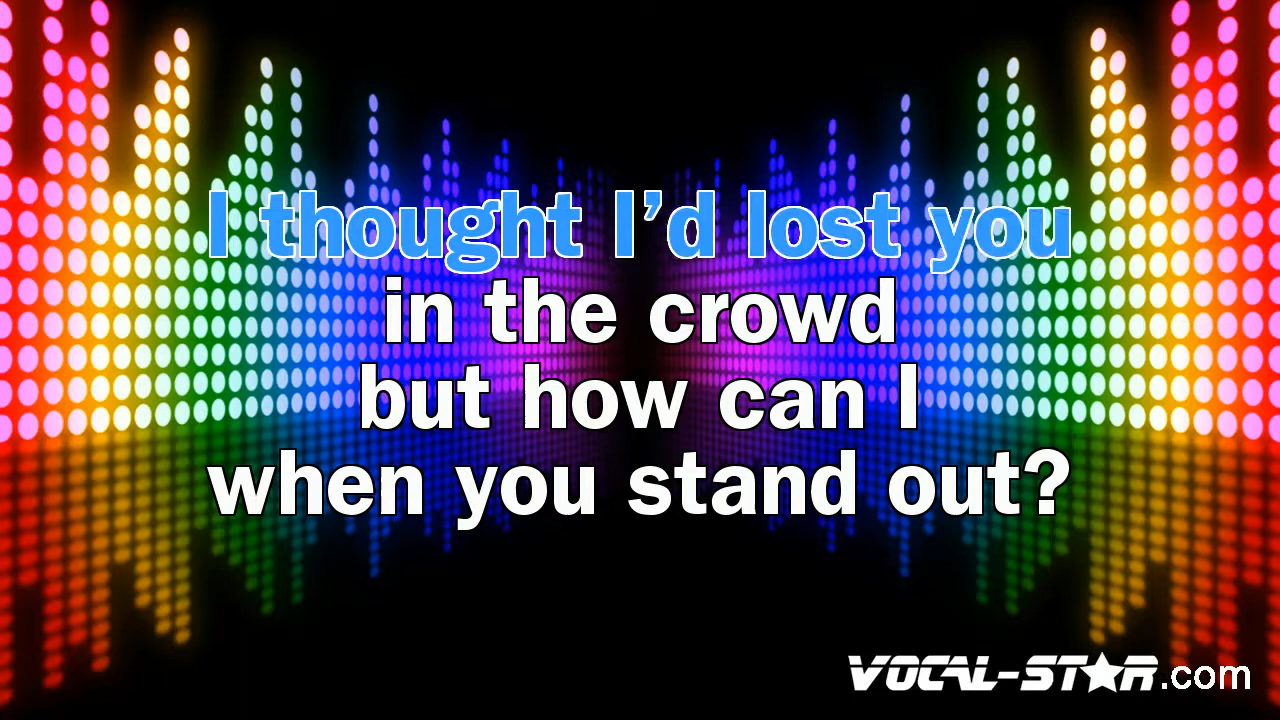 I thought I’d lost you
in the crowd
but how can I
when you stand out?
VOCAL-STAR.com